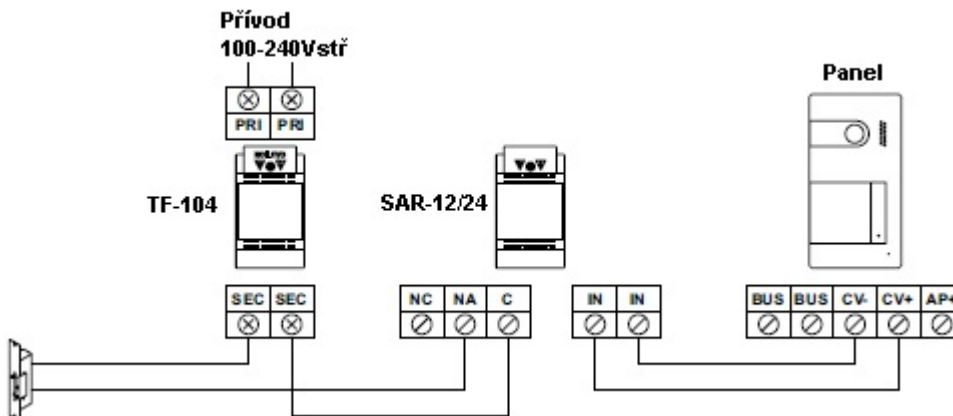 Přívod
100-240Vstř
PRI PRI
Panel
TF-104
SAR-12/24
SEC SEC
NC NA C
IN IN
BUS BUS CV- CV+ AP+